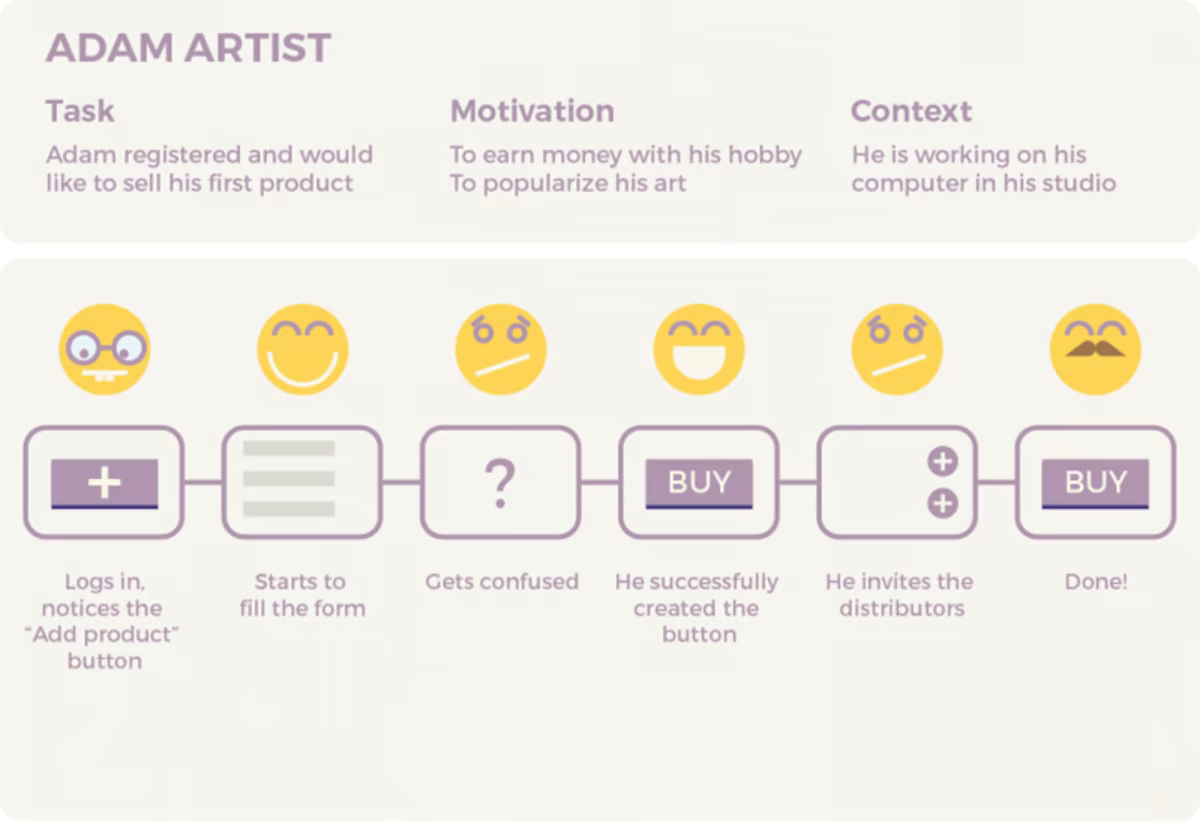 ADAM ARTIST
Task
Adam registered and would
like to sell his first product
Motivation
To earn money with his hobby
To popularize his art
Context
He is working on his
computer in his studio
+
?
BUY
+
+
BUY
Logs in,
notices the
“Add product”
button
Starts to
fill the form
Gets confused
He successfully
created the
button
He invites the
distributors
Done!